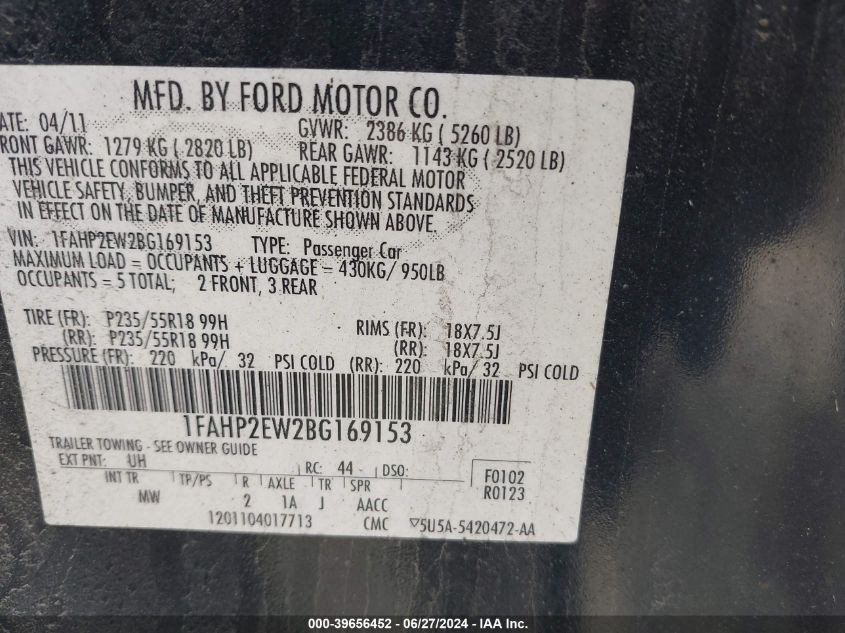 MFD. BY FORD MOTOR CO.
ATE: 04/11 GVWR: 2386 KG ( 5260 LB)
RONT GAWR: 1279 KG ( 2820 LB) REAR GAWR: 1143 KG ( 2520 LB)
THIS VEHICLE CONFORMS TO ALL APPLICABLE FEDERAL MOTOR
VEHICLE SAFETY, BUMPER, AND THEFT PREVENTION STANDARDS
IN EFFECT ON THE DATE OF MANUFACTURE SHOWN ABOVE.
VIN: 1FAHP2EW2BG169153 TYPE: Passenger Car
MAXIMUM LOAD = OCCUPANTS + LUGGAGE = 430KG/ 950LB
OCCUPANTS = 5 TOTAL; 2 FRONT, 3 REAR
TIRE (FR): P235/55R18 99H RIMS (FR): 18X7.5J
(RR): P235/55R18 99H (RR): 18X7.5J
PRESSURE (FR): 220 kPa/ 32 PSI COLD (RR): 220 kPa/ 32 PSI COLD
1FAHP2EW2BG169153
TRAILER TOWING - SEE OWNER GUIDE
EXT PNT: UH RC: 44 DSO: F0102
INT TR TP/PS R AXLE TR SPR R0123
MW 2 1A J AACC
1201104017713 CMC ▽5U5A-5420472-AA
000-39656452 - 06/27/2024 - IAA Inc.